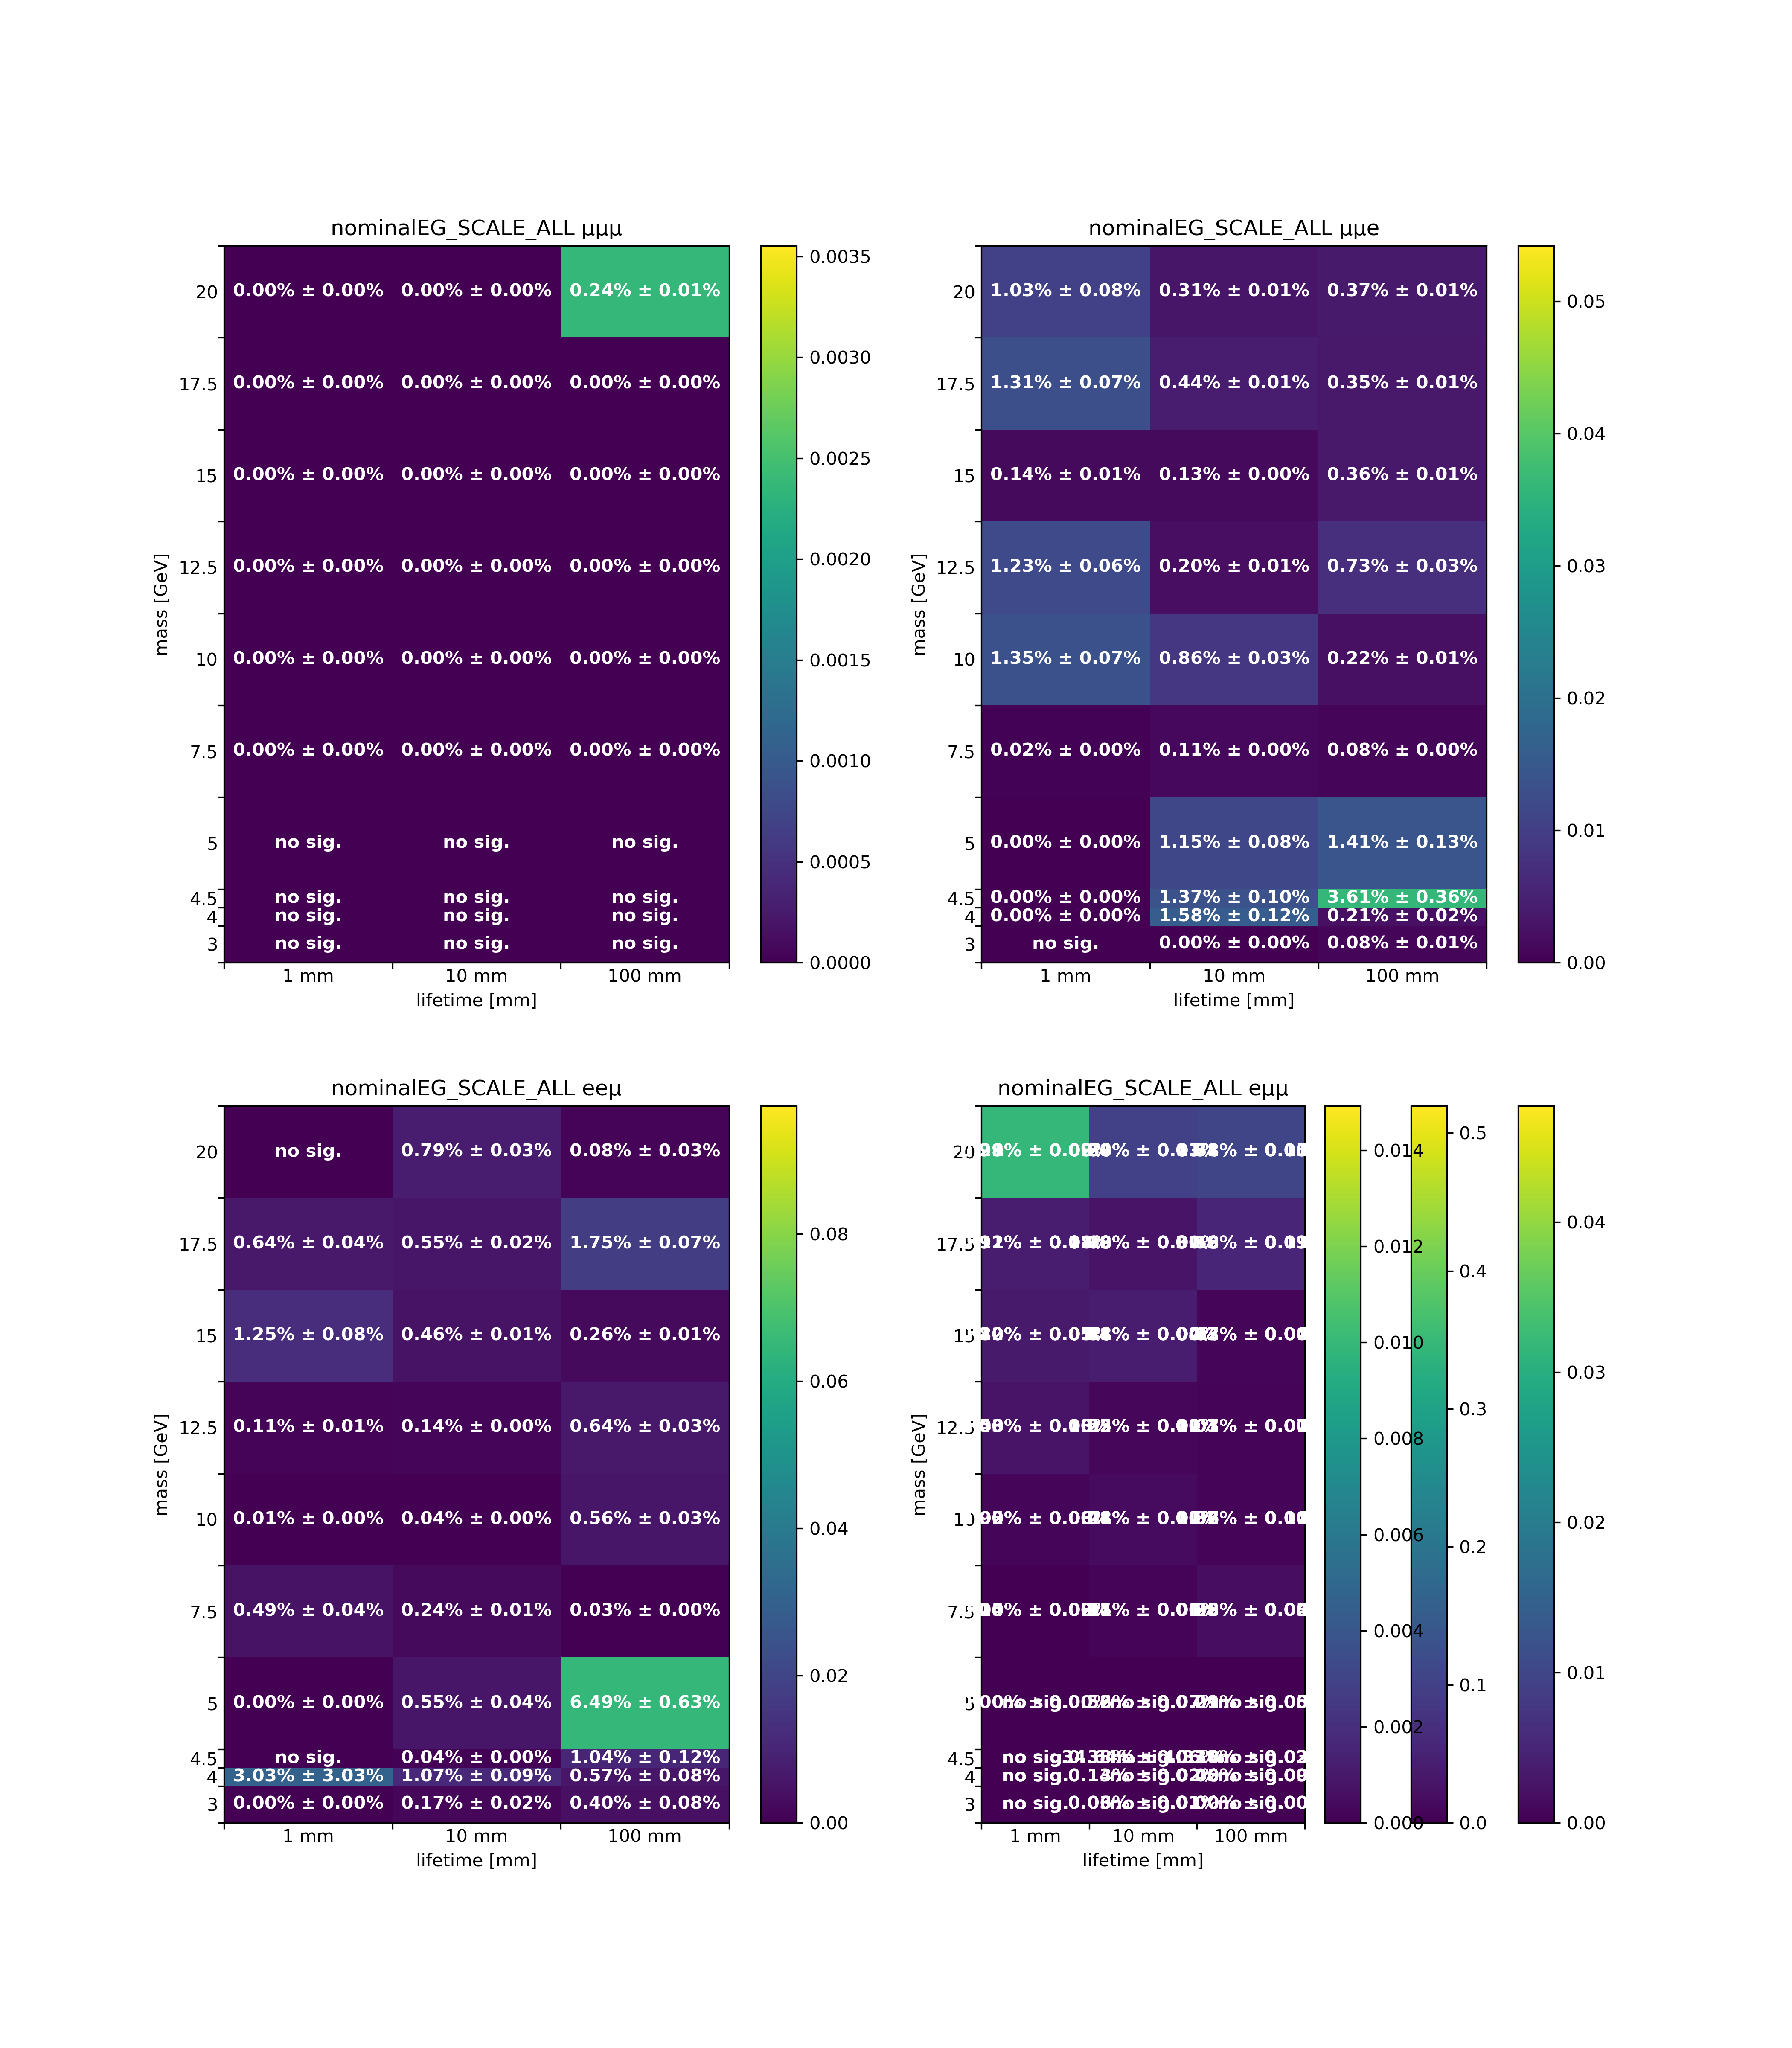 nominalEG_SCALE_ALL μμμ
20 0.00% ± 0.00% 0.00% ± 0.00% 0.24% ± 0.01%
17.5 0.00% ± 0.00% 0.00% ± 0.00% 0.00% ± 0.00%
15 0.00% ± 0.00% 0.00% ± 0.00% 0.00% ± 0.00%
12.5 0.00% ± 0.00% 0.00% ± 0.00% 0.00% ± 0.00%
10 0.00% ± 0.00% 0.00% ± 0.00% 0.00% ± 0.00%
7.5 0.00% ± 0.00% 0.00% ± 0.00% 0.00% ± 0.00%
5 no sig. no sig. no sig.
4.5 no sig. no sig. no sig.
4 no sig. no sig. no sig.
3 no sig. no sig. no sig.
1 mm 10 mm 100 mm
lifetime [mm]
mass [GeV]
0.0035
0.0030
0.0025
0.0020
0.0015
0.0010
0.0005
0.0000
nominalEG_SCALE_ALL μμe
20 1.03% ± 0.08% 0.31% ± 0.01% 0.37% ± 0.01%
17.5 1.31% ± 0.07% 0.44% ± 0.01% 0.35% ± 0.01%
15 0.14% ± 0.01% 0.13% ± 0.00% 0.36% ± 0.01%
12.5 1.23% ± 0.06% 0.20% ± 0.01% 0.73% ± 0.03%
10 1.35% ± 0.07% 0.86% ± 0.03% 0.22% ± 0.01%
7.5 0.02% ± 0.00% 0.11% ± 0.00% 0.08% ± 0.00%
5 0.00% ± 0.00% 1.15% ± 0.08% 1.41% ± 0.13%
4.5 0.00% ± 0.00% 1.37% ± 0.10% 3.61% ± 0.36%
4 0.00% ± 0.00% 1.58% ± 0.12% 0.21% ± 0.02%
3 no sig. 0.00% ± 0.00% 0.08% ± 0.01%
1 mm 10 mm 100 mm
lifetime [mm]
mass [GeV]
0.05
0.04
0.03
0.02
0.01
0.00
nominalEG_SCALE_ALL eeμ
20 no sig. 0.79% ± 0.03% 0.08% ± 0.03%
17.5 0.64% ± 0.04% 0.55% ± 0.02% 1.75% ± 0.07%
15 1.25% ± 0.08% 0.46% ± 0.01% 0.26% ± 0.01%
12.5 0.11% ± 0.01% 0.14% ± 0.00% 0.64% ± 0.03%
10 0.01% ± 0.00% 0.04% ± 0.00% 0.56% ± 0.03%
7.5 0.49% ± 0.04% 0.24% ± 0.01% 0.03% ± 0.00%
5 0.00% ± 0.00% 0.55% ± 0.04% 6.49% ± 0.63%
4.5 no sig. 0.04% ± 0.00% 1.04% ± 0.12%
4 3.03% ± 3.03% 1.07% ± 0.09% 0.57% ± 0.08%
3 0.00% ± 0.00% 0.17% ± 0.02% 0.40% ± 0.08%
1 mm 10 mm 100 mm
lifetime [mm]
mass [GeV]
0.08
0.06
0.04
0.02
0.00
nominalEG_SCALE_ALL eμμ
20
17.5
15
12.5
10
7.5
5
4.5 no sig.
4 no sig.
3 no sig.
1 mm 10 mm 100 mm
lifetime [mm]
mass [GeV]
0.014
0.012
0.010
0.008
0.006
0.004
0.002
0.000
0.5
0.4
0.3
0.2
0.1
0.0
0.04
0.03
0.02
0.01
0.00